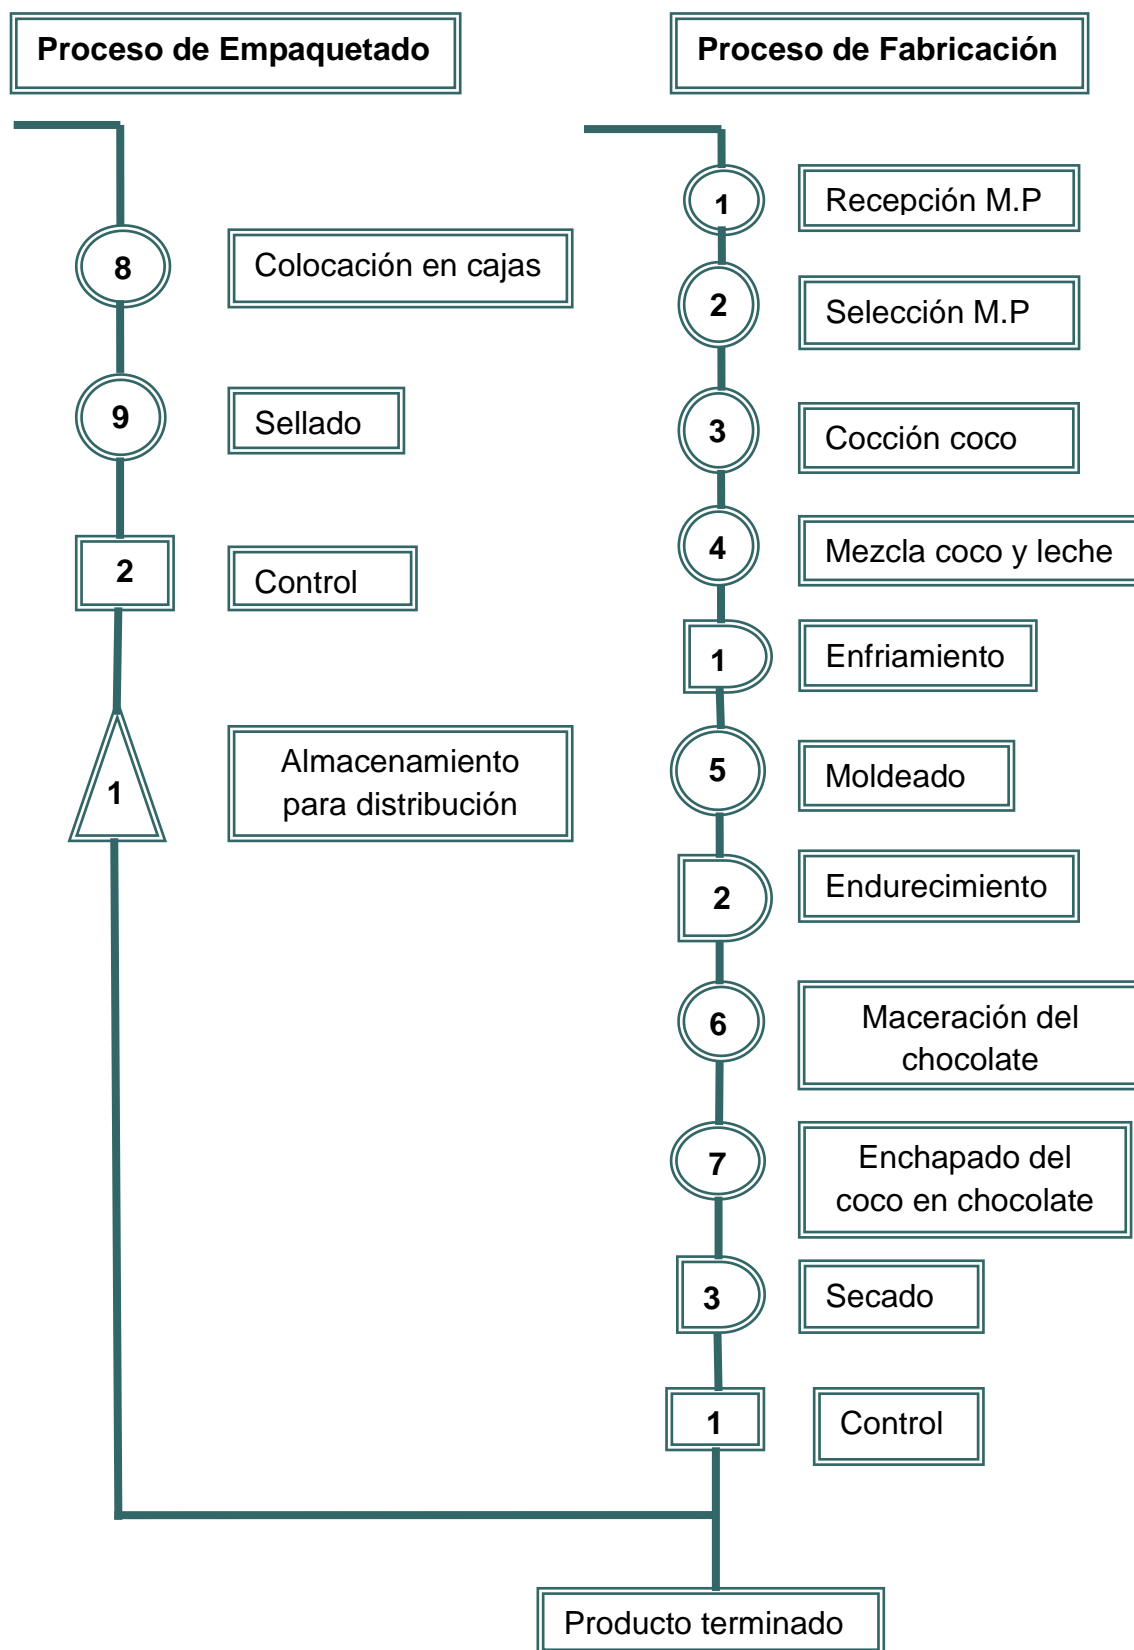 Proceso de Empaquetado
8
Colocación en cajas
9
Sellado
2
Control
1
Almacenamiento
para distribución
Proceso de Fabricación
1
Recepción M.P
2
Selección M.P
3
Cocción coco
4
Mezcla coco y leche
1
Enfriamiento
5
Moldeado
2
Endurecimiento
6
Maceración del
chocolate
7
Enchapado del
coco en chocolate
3
Secado
1
Control
Producto terminado